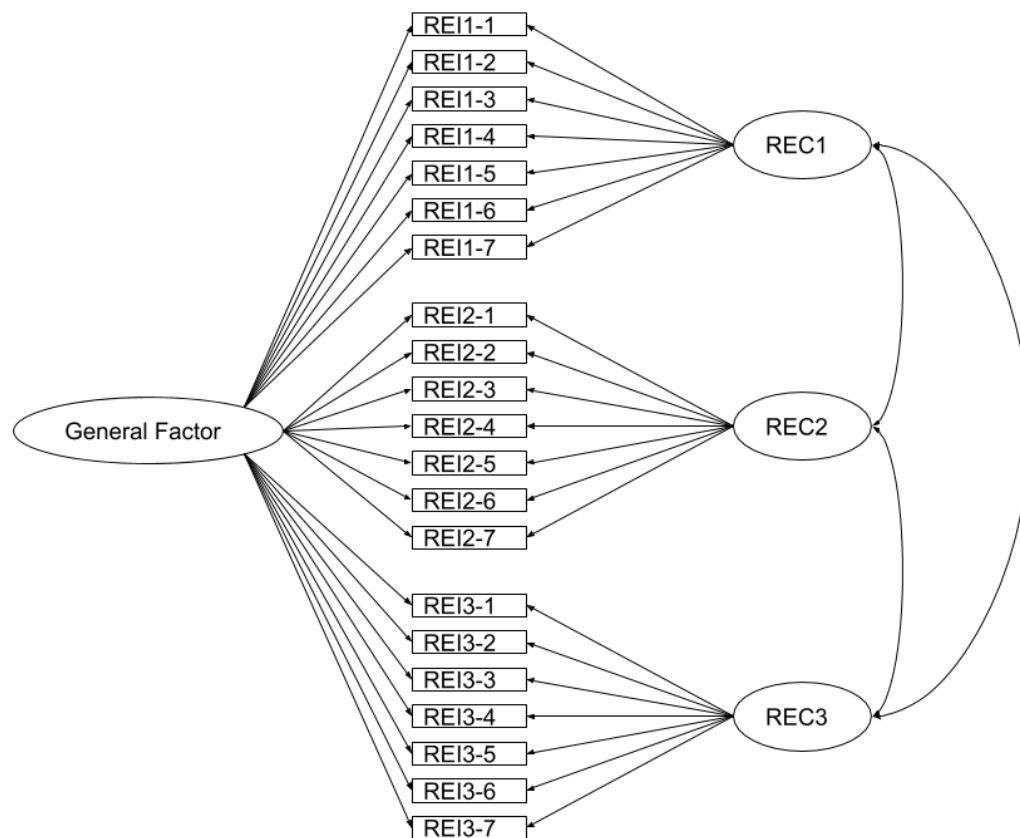 REI1-1
REI1-2
REI1-3
REI1-4
REI1-5
REI1-6
REI1-7
REC1
REI2-1
REI2-2
REI2-3
REI2-4
REI2-5
REI2-6
REI2-7
General Factor
REC2
REI3-1
REI3-2
REI3-3
REI3-4
REI3-5
REI3-6
REI3-7
REC3